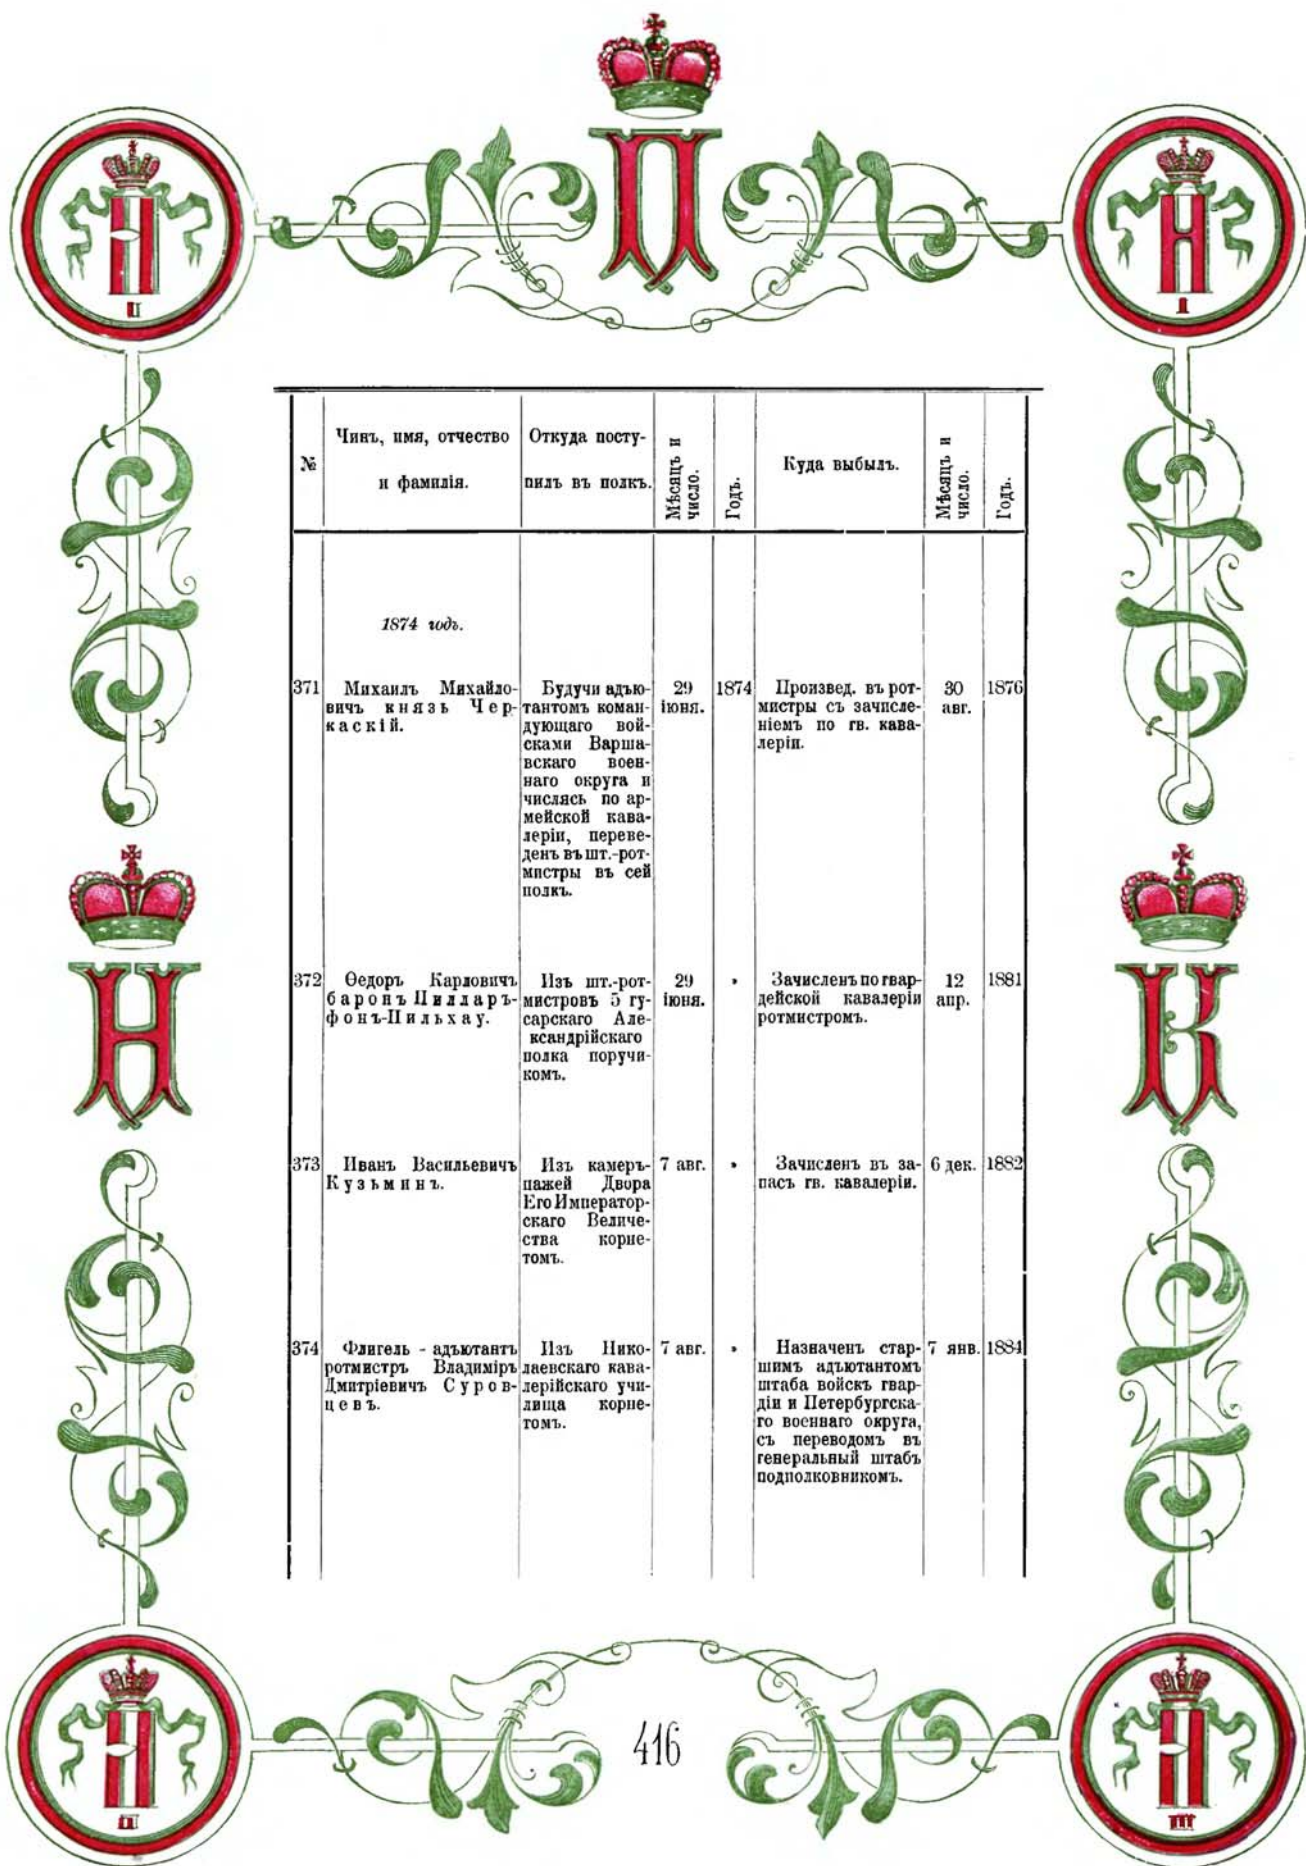 №
Чинъ, имя, отчество
и фамилія.
Откуда посту-
пилъ въ полкъ.
Мѣсяцъ и
число.
Годъ.
Куда выбылъ.
Мѣсяцъ и
число.
Годъ.
1874 годъ.
371
Михаилъ Михайло-
вичъ князь Чер-
каскій.
Будучи адъю-
тантомъ коман-
дующаго вой-
сками Варша-
вскаго воен-
наго округа и
числясь по ар-
мейской кава-
леріи, переве-
денъ въ шт.-рот-
мистры въ сей
полкъ.
29
іюня.
1874
Произвед. въ рот-
мистры съ зачисле-
ніемъ по гв. кава-
леріи.
30
авг.
1876
372
Ѳедоръ Карловичъ
баронъ Пилларъ-
фонъ-Пильхау.
Изъ шт.-рот-
мистровъ 5 гу-
сарскаго Але-
ксандрійскаго
полка поручи-
комъ.
29
іюня.
»
Зачисленъ по гвар-
дейской кавалеріи
ротмистромъ.
12
апр.
1881
373
Иванъ Васильевичъ
Кузьминъ.
Изъ камеръ-
пажей Двора
Его Император-
скаго Величе-
ства корне-
томъ.
7 авг.
»
Зачисленъ въ за-
пасъ гв. кавалеріи.
6 дек.
1882
374
Флигель - адъютантъ
ротмистръ Владиміръ
Дмитріевичъ Суров-
цевъ.
Изъ Нико-
лаевскаго кава-
лерійскаго учи-
лища корне-
томъ.
7 авг.
»
Назначенъ стар-
шимъ адъютантомъ
штаба войскъ гвар-
діи и Петербургска-
го военнаго округа,
съ переводомъ въ
генеральный штабъ
подполковникомъ.
7 янв.
1884
416